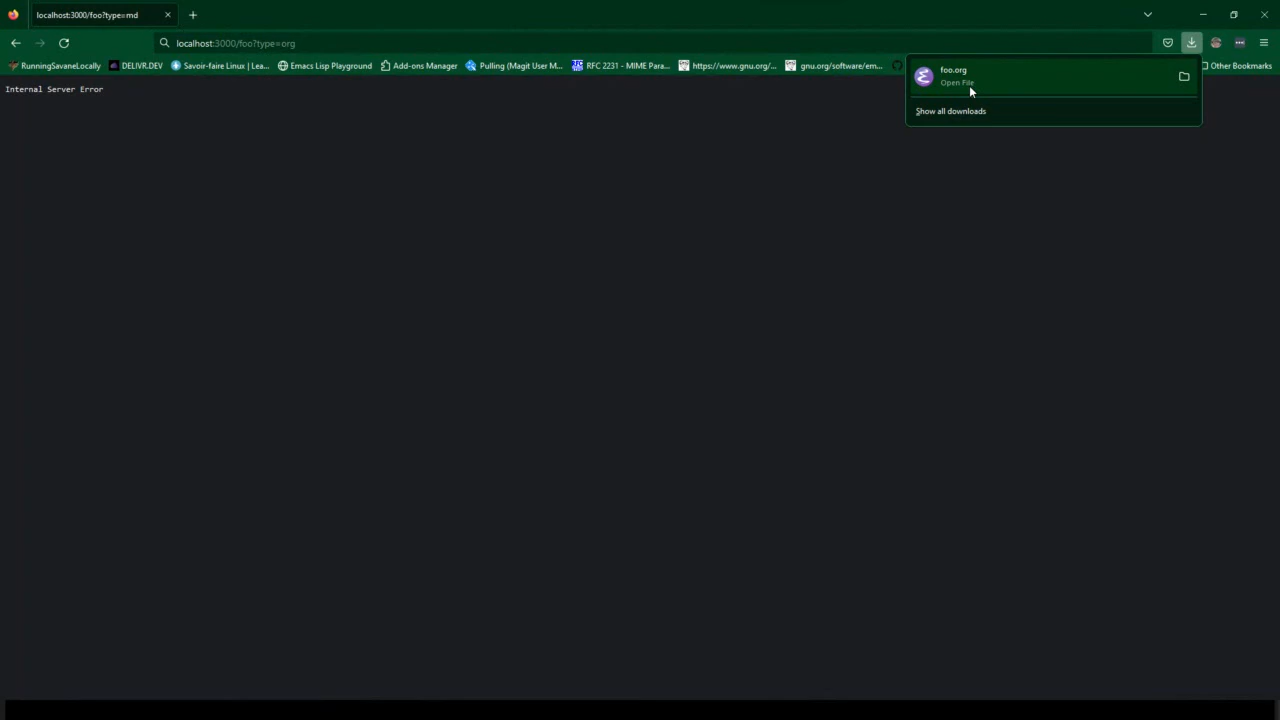 localhost:3000/foo?type=md
localhost:3000/foo?type=org
RunningSavaneLocally
DELIVR.DEV
Savoir-faire Linux | Lea...
Emacs Lisp Playground
Add-ons Manager
Pulling (Magit User M...
RFC 2231 - MIME Para...
https://www.gnu.org/...
gnu.org/software/em...
Other Bookmarks
Internal Server Error
foo.org
Open File
Show all downloads